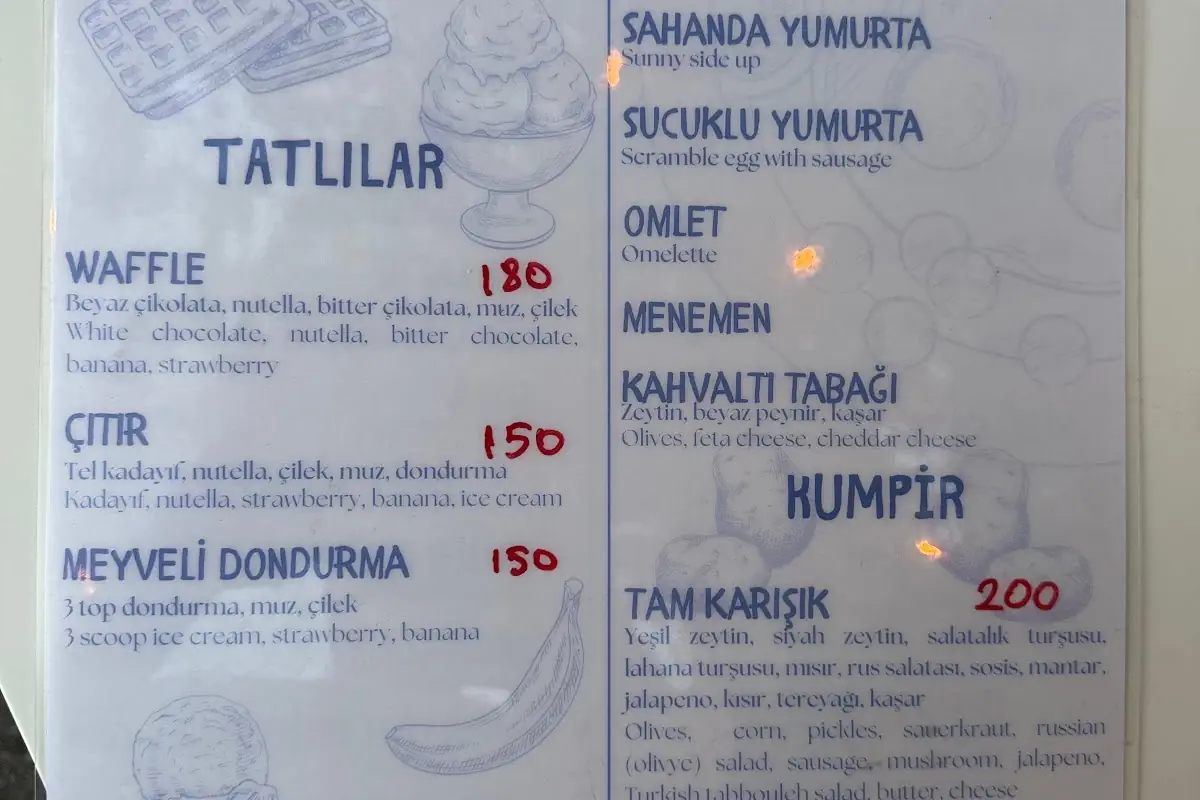 TATLILAR
WAFFLE 180
Beyaz çikolata, nutella, bitter çikolata, muz, çilek
White chocolate, nutella, bitter chocolate,
banana, strawberry
ÇITIR 150
Tel kadayıf, nutella, çilek, muz, dondurma
Kadayıf, nutella, strawberry, banana, ice cream
MEYVELİ DONDURMA 150
3 top dondurma, muz, çilek
3 scoop ice cream, strawberry, banana
SAHANDA YUMURTA
Sunny side up
SUCUKLU YUMURTA
Scramble egg with sausage
OMLET
Omelette
MENEMEN
KAHVALTI TABAĞI
Zeytin, beyaz peynir, kaşar
Olives, feta cheese, cheddar cheese
KUMPİR
TAM KARIŞIK 200
Yeşil zeytin, siyah zeytin, salatalık turşusu,
lahana turşusu, mısır, rus salatası, sosis, mantar,
jalapeno, kısır, tereyağı, kaşar
Olives, corn, pickles, sauerkraut, russian
(olivye) salad, sausage, mushroom, jalapeno,
Turkish tabbouleh salad, butter, cheese